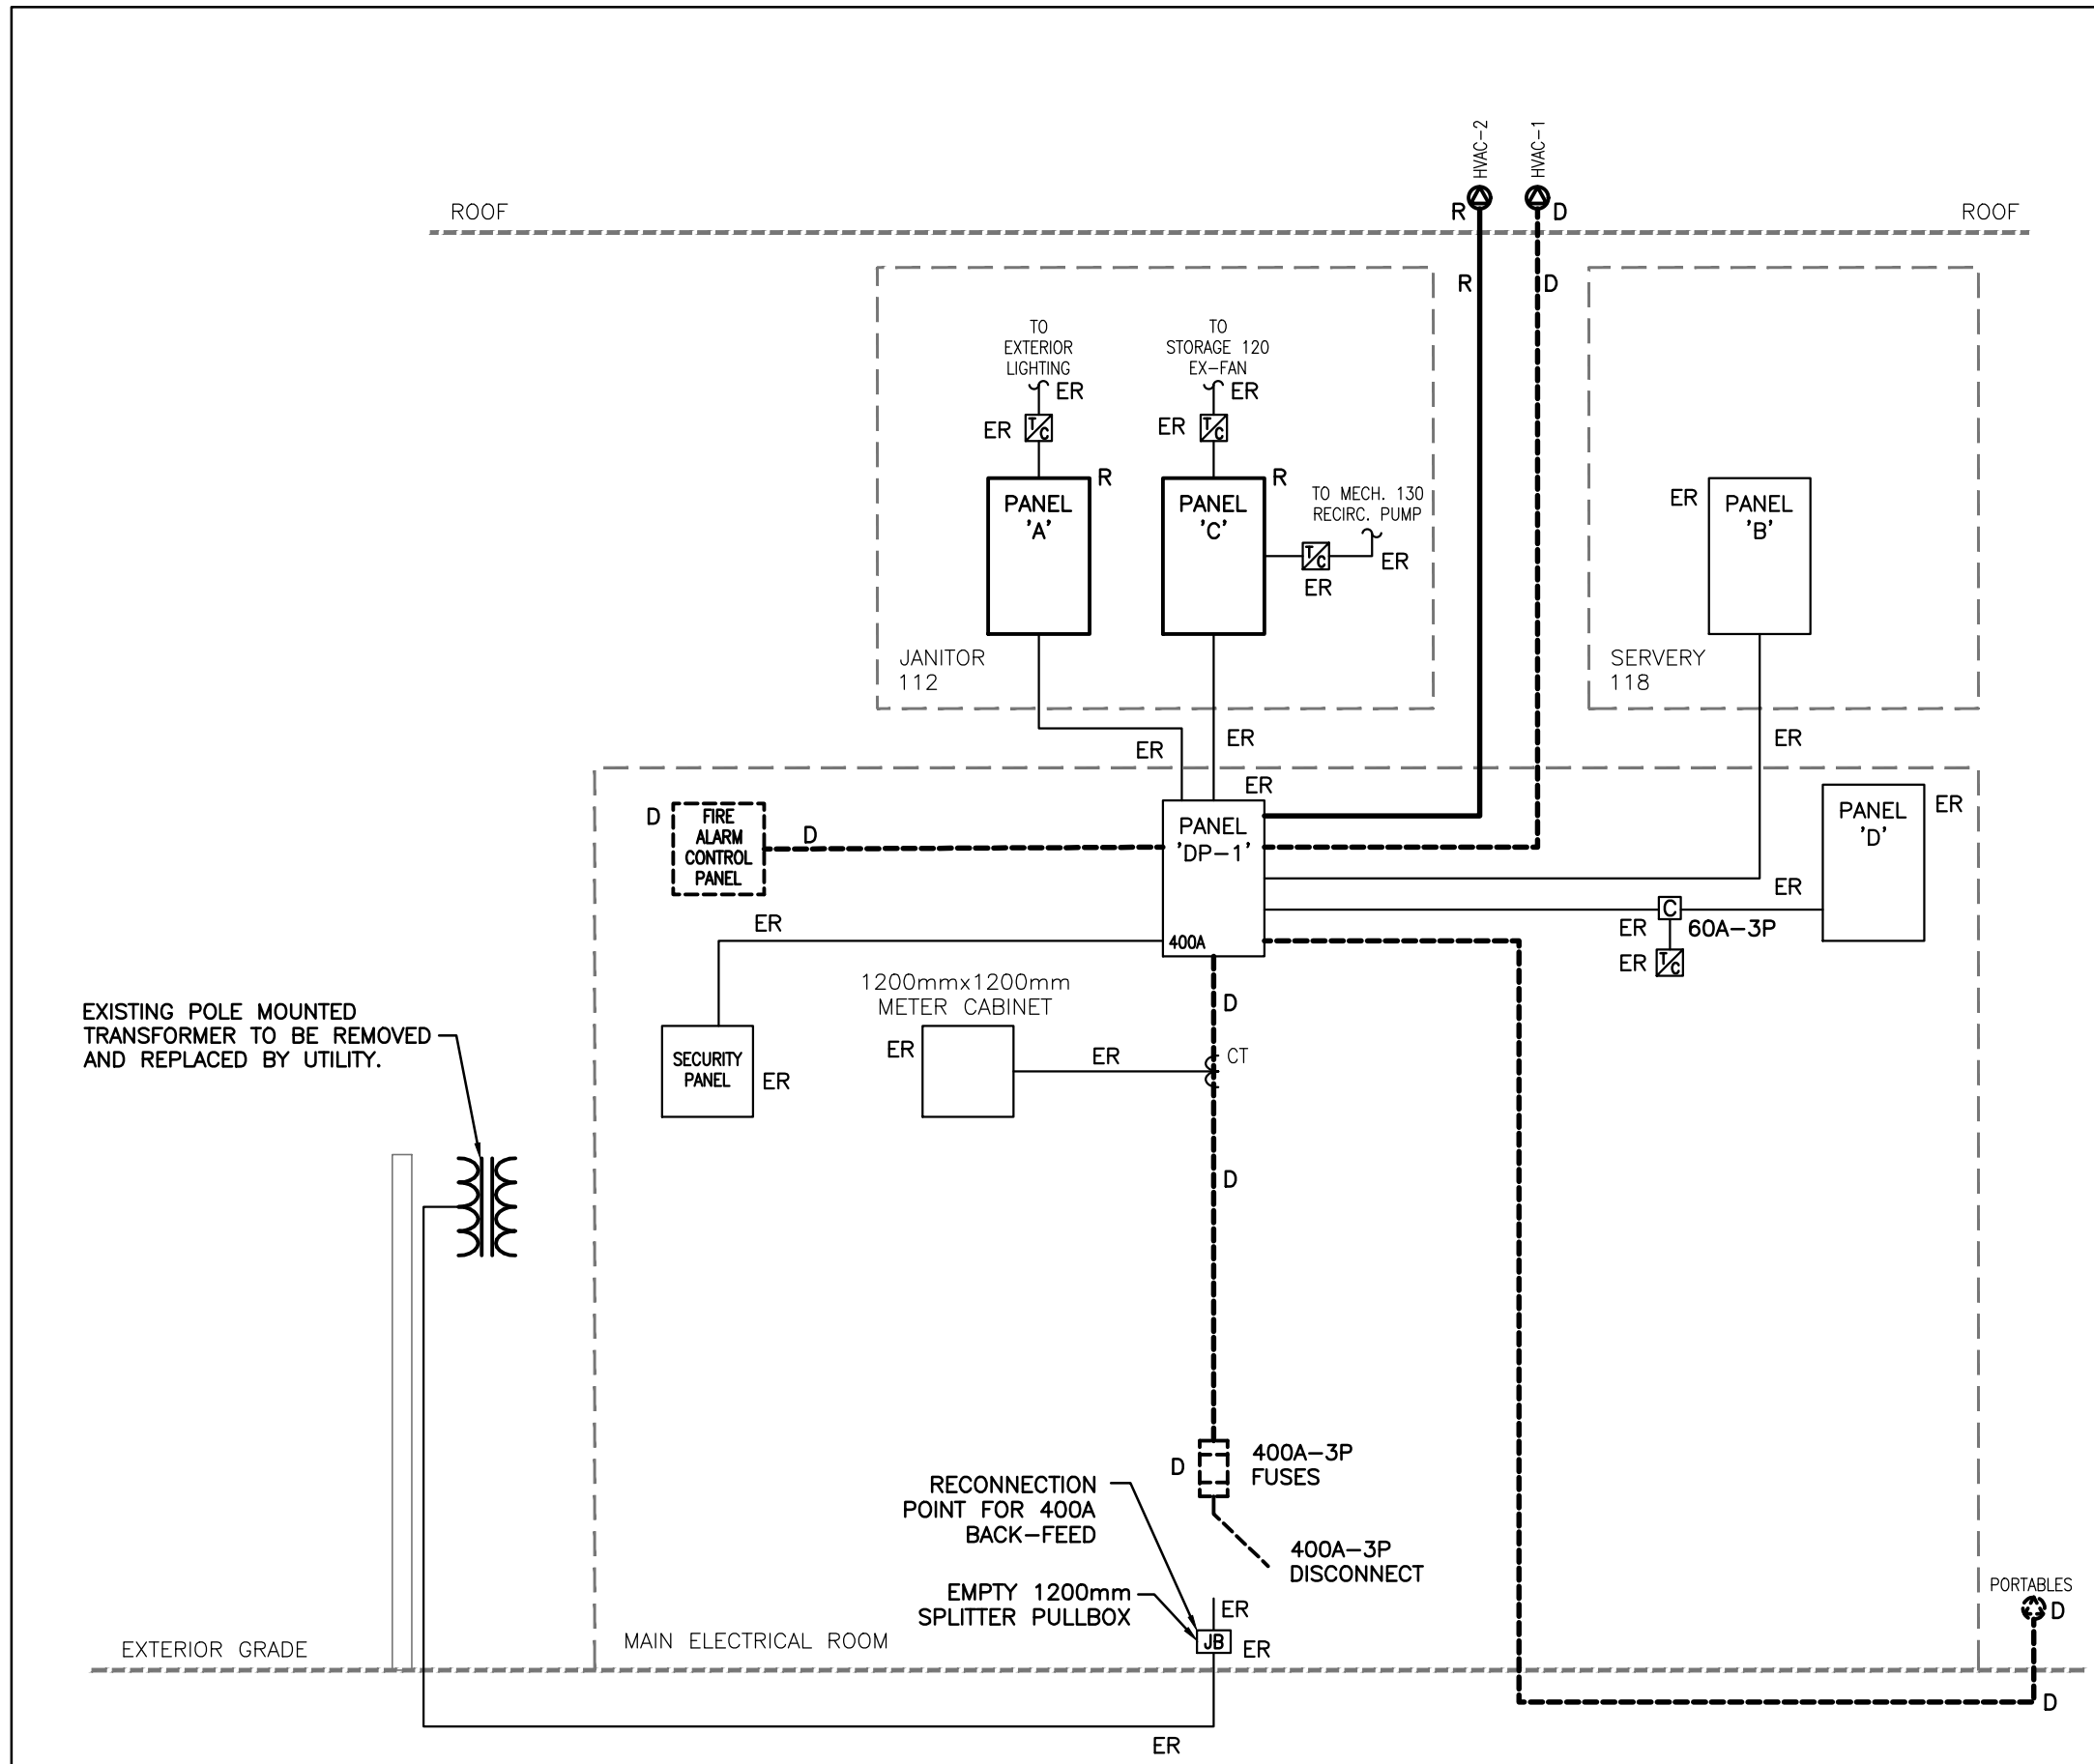 HVAC-2
HVAC-1
ROOF
R
D
ROOF
R
D
TO
EXTERIOR
LIGHTING
ER
ER
T/C
TO
STORAGE 120
EX-FAN
ER
ER
T/C
R
PANEL
'A'
R
PANEL
'C'
TO MECH. 130
RECIRC. PUMP
T/C
ER
ER
ER
PANEL
'B'
JANITOR
112
SERVERY
118
ER
ER
ER
ER
D
FIRE
ALARM
CONTROL
PANEL
D
PANEL
'DP-1'
400A
PANEL
'D'
ER
ER
ER
C
60A-3P
ER
ER
T/C
D
1200mmx1200mm
METER CABINET
ER
ER
CT
SECURITY
PANEL
ER
EXISTING POLE MOUNTED
TRANSFORMER TO BE REMOVED
AND REPLACED BY UTILITY.
D
D
400A-3P
FUSES
RECONNECTION
POINT FOR 400A
BACK-FEED
400A-3P
DISCONNECT
EMPTY 1200mm
SPLITTER PULLBOX
ER
JB
ER
PORTABLES
D
EXTERIOR GRADE
MAIN ELECTRICAL ROOM
D
ER